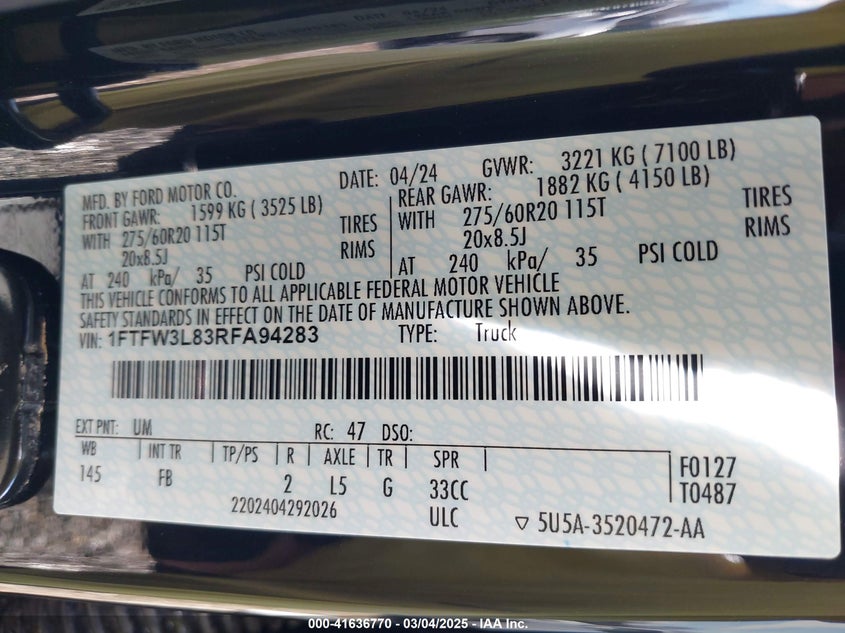 MFD. BY FORD MOTOR CO.
DATE: 04/24 GVWR: 3221 KG ( 7100 LB)
FRONT GAWR: 1599 KG ( 3525 LB)
WITH 275/60R20 115T TIRES
20x8.5J RIMS
AT 240 kPa/ 35 PSI COLD
REAR GAWR: 1882 KG ( 4150 LB)
WITH 275/60R20 115T TIRES
20x8.5J RIMS
AT 240 kPa/ 35 PSI COLD
THIS VEHICLE CONFORMS TO ALL APPLICABLE FEDERAL MOTOR VEHICLE
SAFETY STANDARDS IN EFFECT ON THE DATE OF MANUFACTURE SHOWN ABOVE.
VIN: 1FTFW3L83RFA94283 TYPE: Truck
EXT PNT: UM RC: 47 DSO:
WB INT TR TP/PS R AXLE TR SPR
145 FB 2 L5 G 33CC
F0127
T0487
2202404292026 ULC
5U5A-3520472-AA
000-41636770 - 03/04/2025 - IAA Inc.